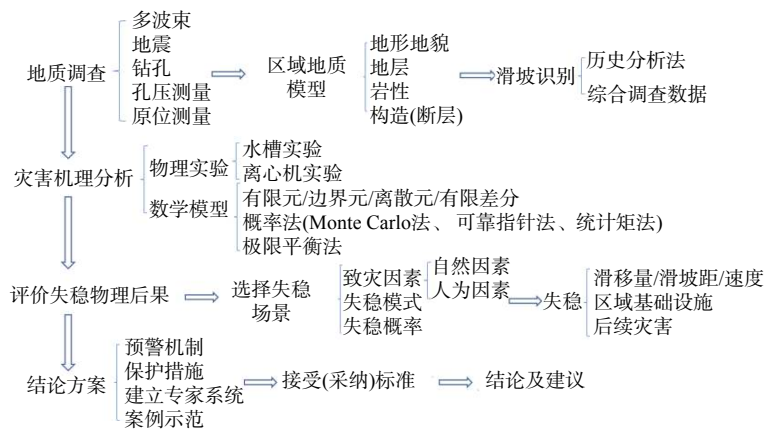 地质调查
多波束
地震
钻孔
孔压测量
原位测量
区域地质
模型
地形地貌
地层
岩性
构造(断层)
滑坡识别
历史分析法
综合调查数据
灾害机理分析
物理实验
水槽实验
离心机实验
数学模型
有限元/边界元/离散元/有限差分
概率法(Monte Carlo法、可靠指针法、统计矩法)
极限平衡法
评价失稳物理后果
选择失稳
场景
致灾因素
自然因素
人为因素
失稳模式
失稳概率
失稳
滑移量/滑坡距/速度
区域基础设施
后续灾害
结论方案
预警机制
保护措施
建立专家系统
案例示范
接受(采纳)标准
结论及建议